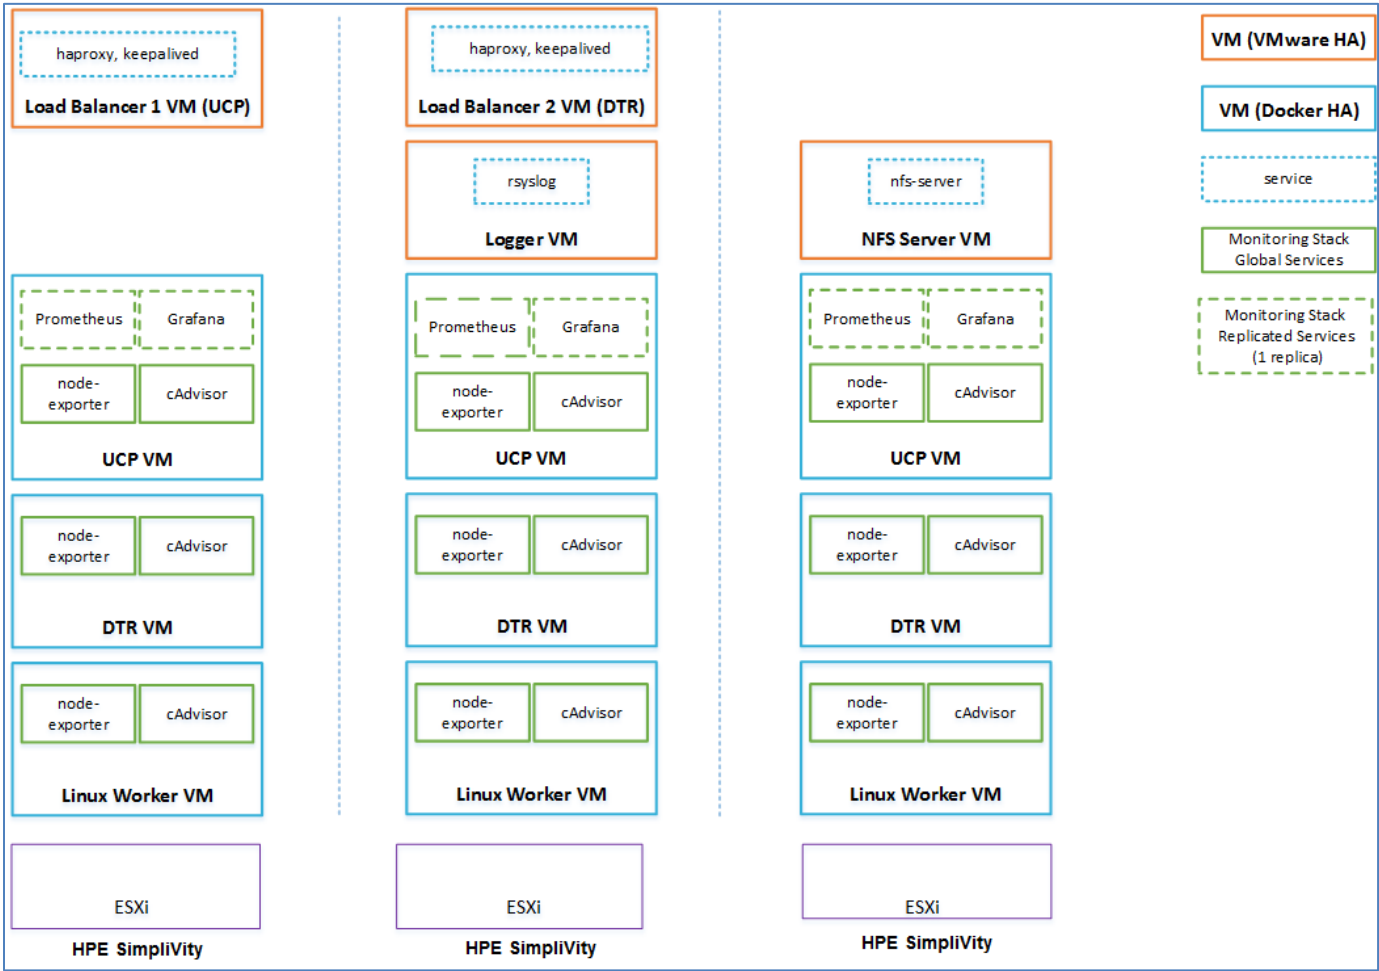 haproxy, keepalived
Load Balancer 1 VM (UCP)
Prometheus
Grafana
node-
exporter
cAdvisor
UCP VM
node-
exporter
cAdvisor
DTR VM
node-
exporter
cAdvisor
Linux Worker VM
ESXi
HPE SimpliVity
haproxy, keepalived
Load Balancer 2 VM (DTR)
rsyslog
Logger VM
Prometheus
Grafana
node-
exporter
cAdvisor
UCP VM
node-
exporter
cAdvisor
DTR VM
node-
exporter
cAdvisor
Linux Worker VM
ESXi
HPE SimpliVity
nfs-server
NFS Server VM
Prometheus
Grafana
node-
exporter
cAdvisor
UCP VM
node-
exporter
cAdvisor
DTR VM
node-
exporter
cAdvisor
Linux Worker VM
ESXi
HPE SimpliVity
VM (VMware HA)
VM (Docker HA)
service
Monitoring Stack
Global Services
Monitoring Stack
Replicated Services
(1 replica)